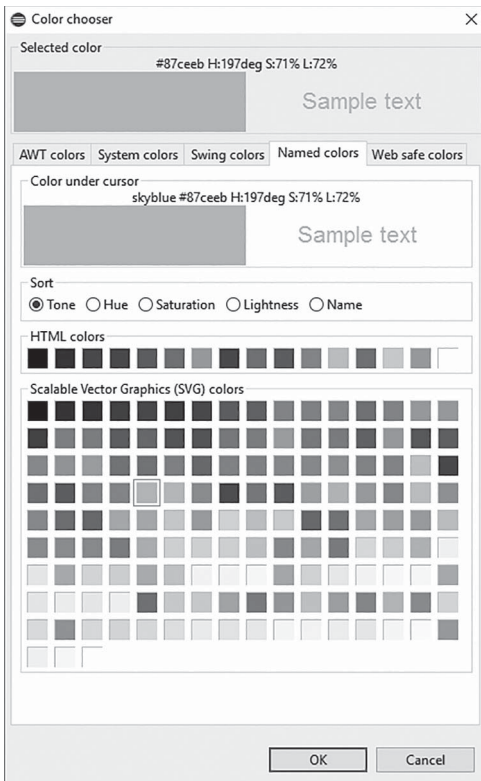 Color chooser
Selected color
#87ceeb H:197deg S:71% L:72%
Sample text
AWT colors System colors Swing colors Named colors Web safe colors
Color under cursor
skyblue #87ceeb H:197deg S:71% L:72%
Sample text
Sort
Tone Hue Saturation Lightness Name
HTML colors
Scalable Vector Graphics (SVG) colors
OK Cancel